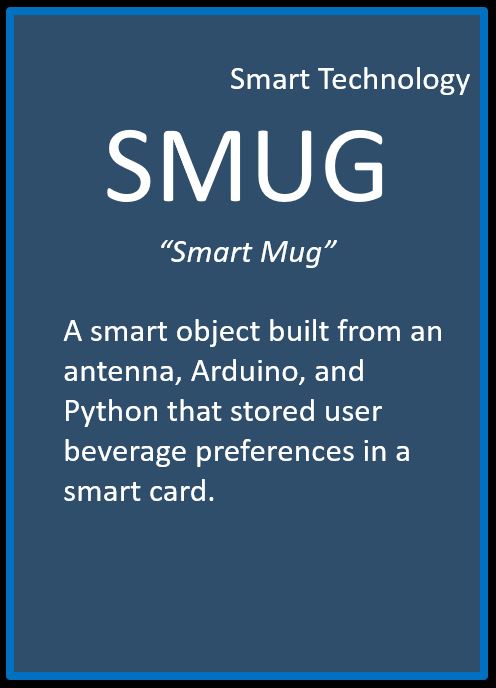 Smart Technology
SMUG
“Smart Mug”
A smart object built from an
antenna, Arduino, and
Python that stored user
beverage preferences in a
smart card.